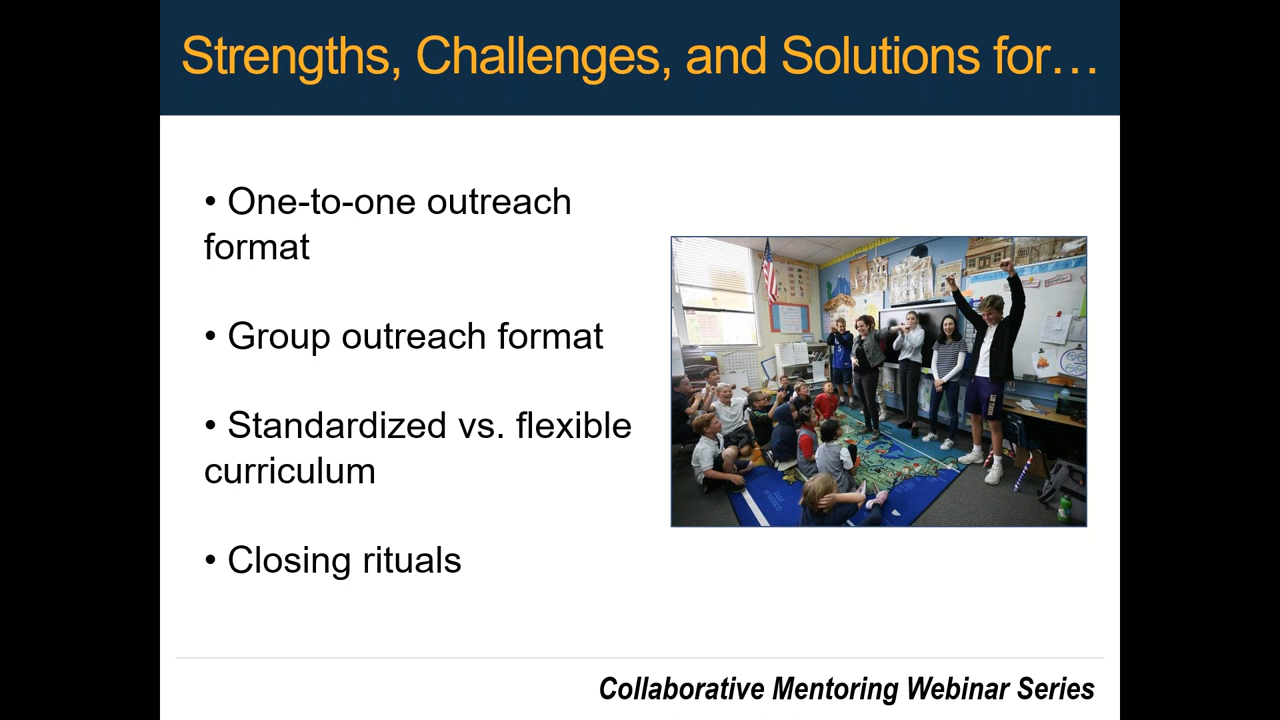 Strengths, Challenges, and Solutions for…
• One-to-one outreach
format
• Group outreach format
• Standardized vs. flexible
curriculum
• Closing rituals
Collaborative Mentoring Webinar Series